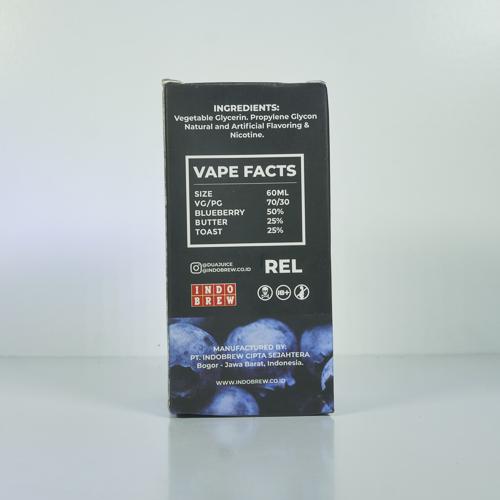 INGREDIENTS:
Vegetable Glycerin. Propylene Glycon
Natural and Artificial Flavoring &
Nicotine.
VAPE FACTS
SIZE 60ML
VG/PG 70/30
BLUEBERRY 50%
BUTTER 25%
TOAST 25%
@DUAJUICE
@INDOBREW.CO.ID
REL
INDO
BREW
18+
MANUFACTURED BY:
PT. INDOBREW CIPTA SEJAHTERA
Bogor - Jawa Barat, Indonesia.
WWW.INDOBREW.CO.ID